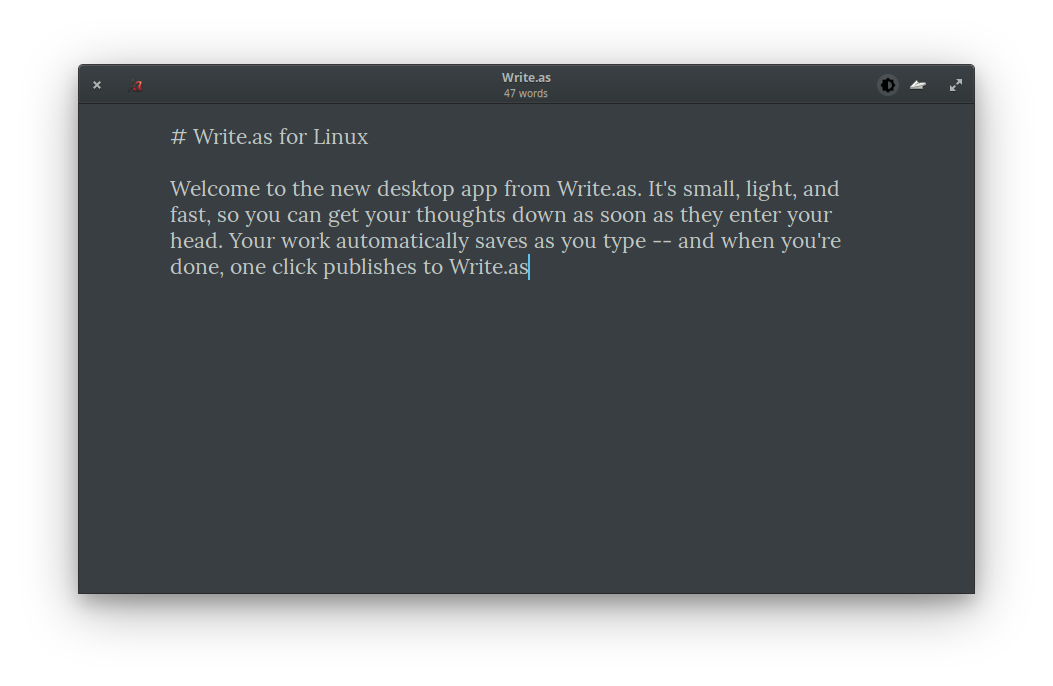 a
Write.as
47 words
# Write.as for Linux
Welcome to the new desktop app from Write.as. It's small, light, and
fast, so you can get your thoughts down as soon as they enter your
head. Your work automatically saves as you type -- and when you're
done, one click publishes to Write.as